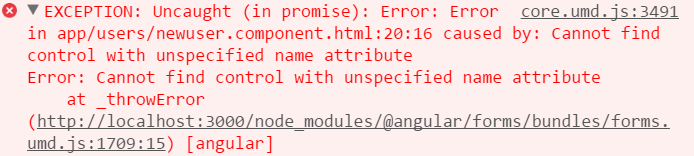 ▼EXCEPTION: Uncaught (in promise): Error: Error core.umd.js:3491
in app/users/newuser.component.html:20:16 caused by: Cannot find
control with unspecified name attribute
Error: Cannot find control with unspecified name attribute
at _throwError
(http://localhost:3000/node_modules/@angular/forms/bundles/forms.
umd.js:1709:15) [angular]